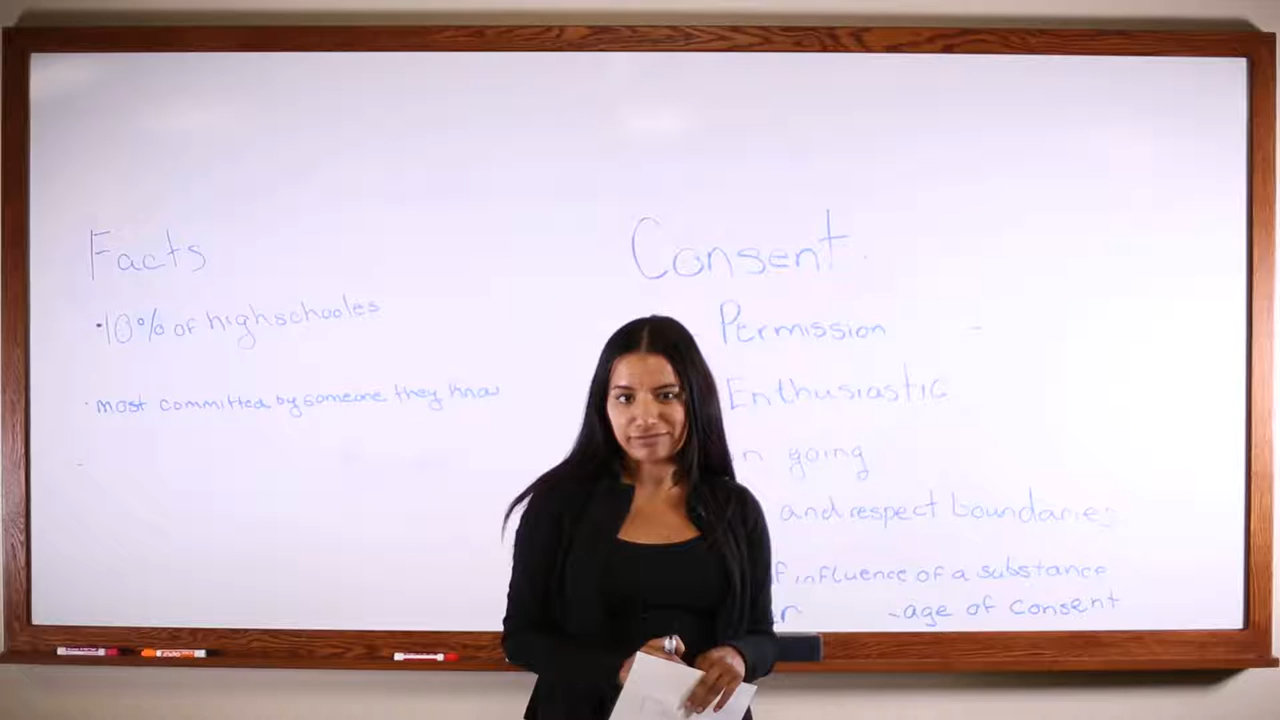 Facts
·10% of highschooles
·most committed by someone they know
Consent
Permission
Enthusiastic
going
and respect boundaries
influence of a substance
-age of consent